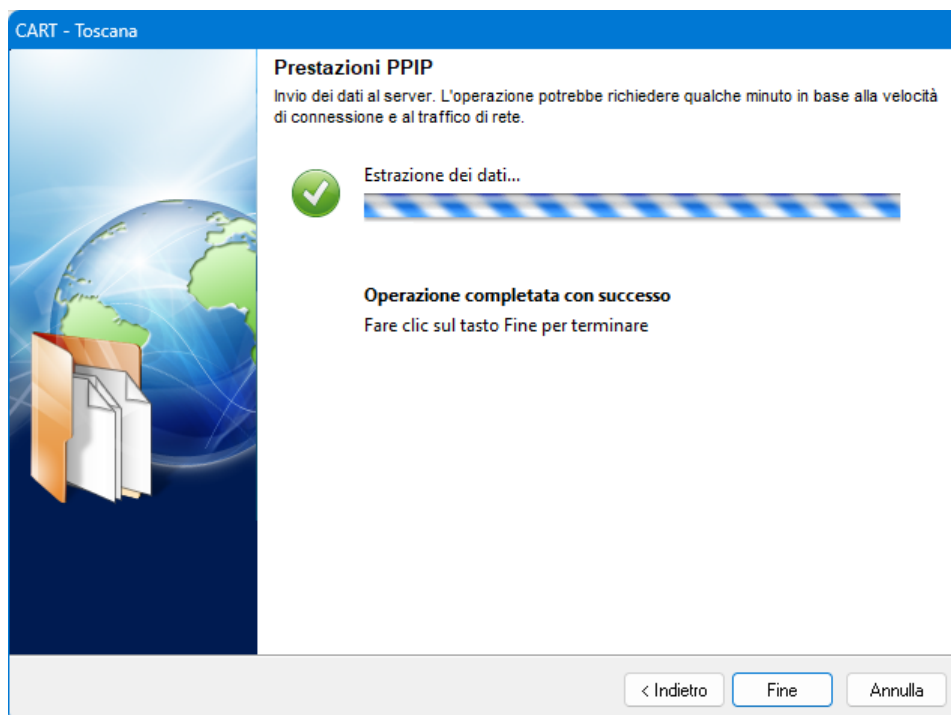 CART - Toscana
Prestazioni PPIP
Invio dei dati al server. L'operazione potrebbe richiedere qualche minuto in base alla velocità
di connessione e al traffico di rete.
Estrazione dei dati...
Operazione completata con successo
Fare clic sul tasto Fine per terminare
< Indietro
Fine
Annulla